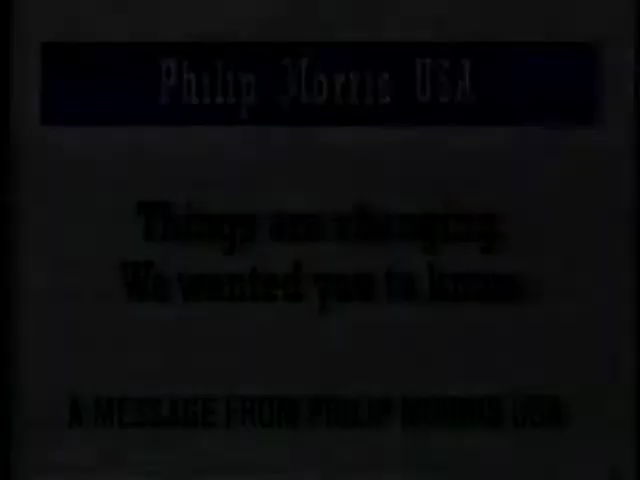 Philip Morris USA
Things are changing.
We wanted you to know.
A MESSAGE FROM PHILIP MORRIS USA